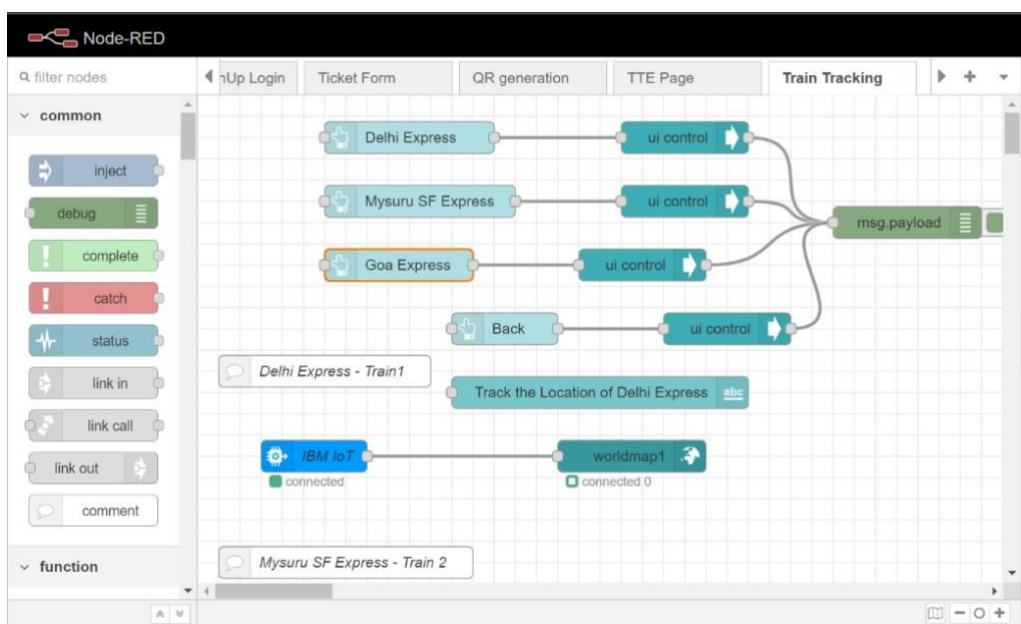 Node-RED
filter nodes
nUp Login
Ticket Form
QR generation
TTE Page
Train Tracking
common
inject
debug
complete
catch
status
link in
link call
link out
comment
function
Delhi Express
ui control
Mysuru SF Express
ui control
msg.payload
Goa Express
ui control
Back
ui control
Delhi Express - Train1
Track the Location of Delhi Express
abc
IBM IoT
connected
worldmap1
connected 0
Mysuru SF Express - Train 2